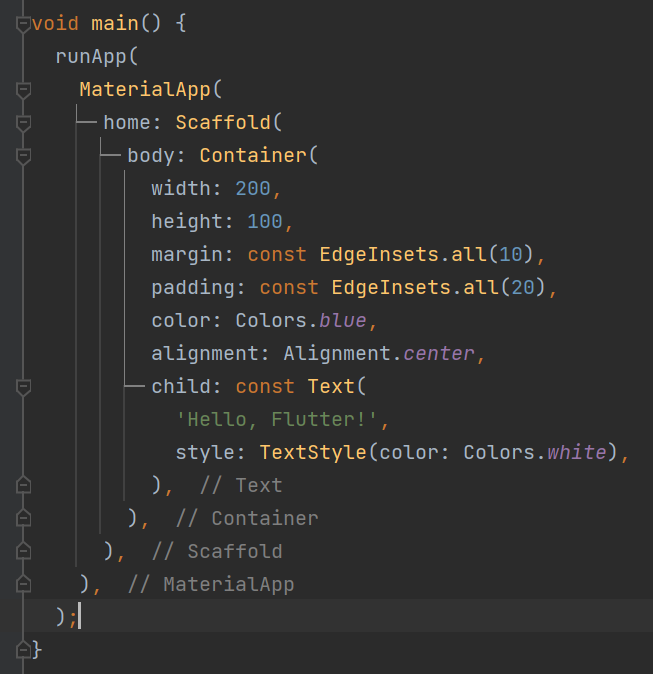 void main() {
  runApp(
    MaterialApp(
      home: Scaffold(
        body: Container(
          width: 200,
          height: 100,
          margin: const EdgeInsets.all(10),
          padding: const EdgeInsets.all(20),
          color: Colors.blue,
          alignment: Alignment.center,
          child: const Text(
            'Hello, Flutter!',
            style: TextStyle(color: Colors.white),
          ),  // Text
        ),  // Container
      ),  // Scaffold
    ),  // MaterialApp
  );
}